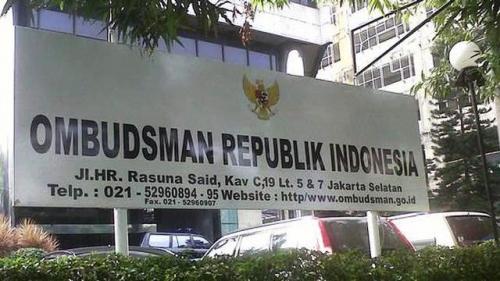 OMBUDSMAN REPUBLIK INDONESIA
Jl.HR. Rasuna Said, Kav C,19 Lt. 5 & 7 Jakarta Selatan
Telp. : 021 - 52960894 - 95 Website : http/www.ombudsman.go.id
Fax. 021 - 52960907